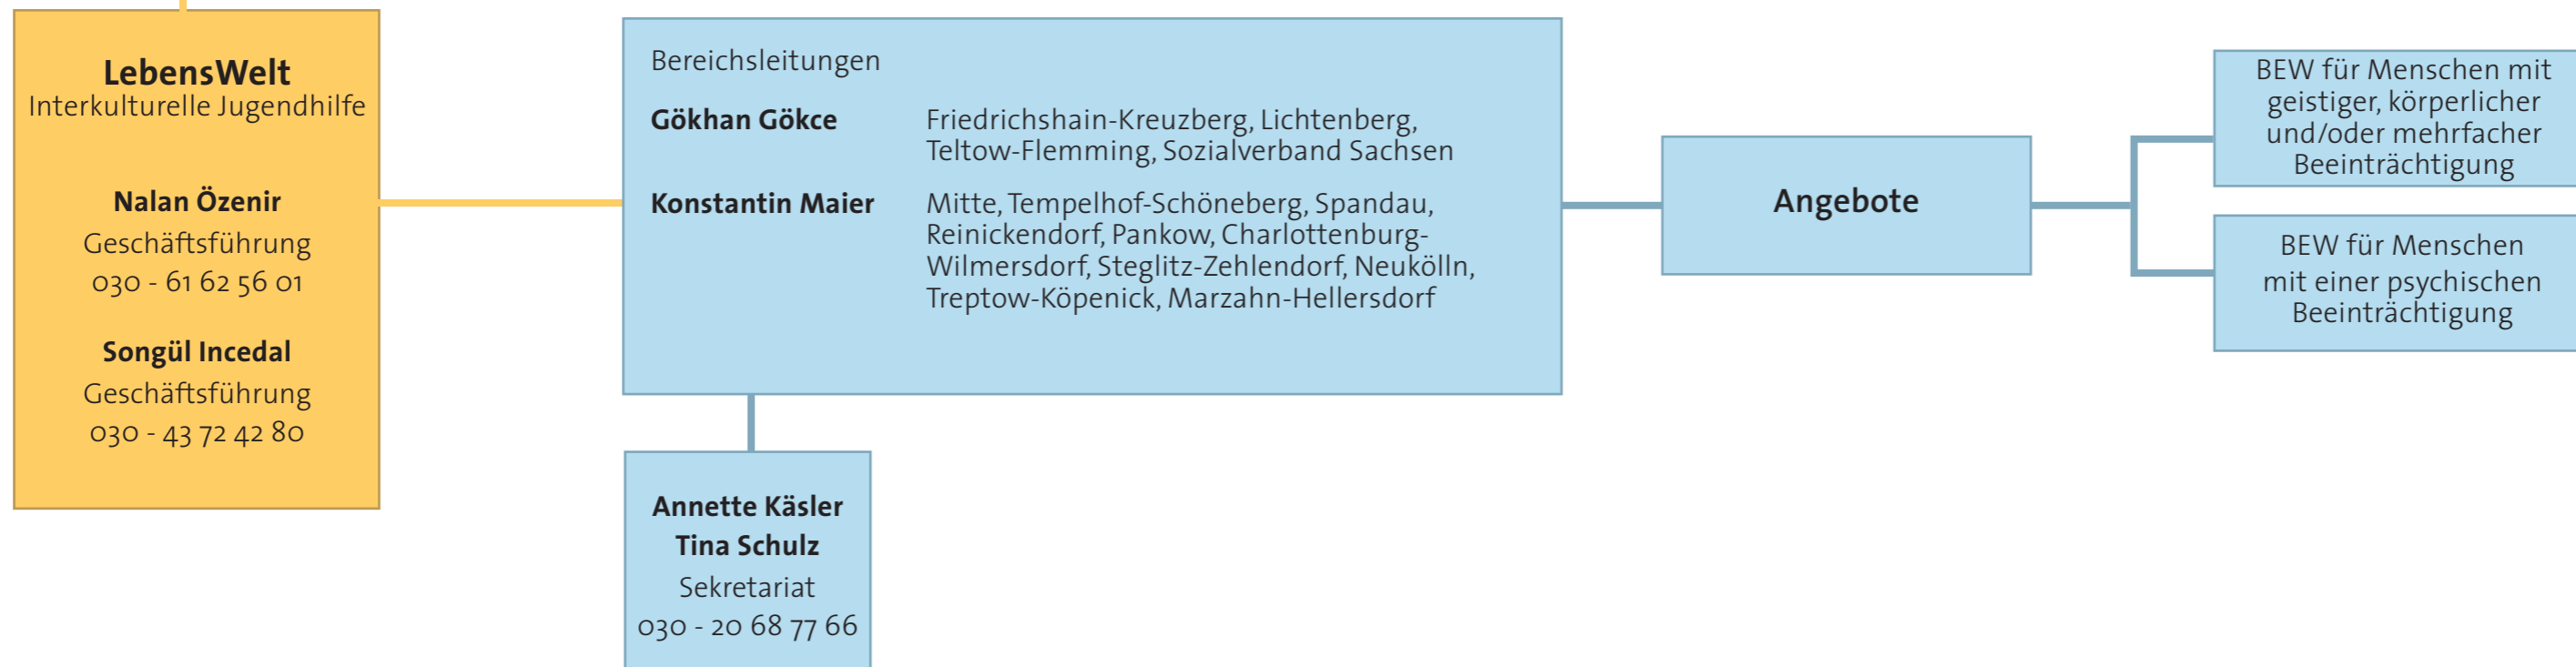 LebensWelt
Interkulturelle Jugendhilfe
Nalan Özenir
Geschäftsführung
030 - 61 62 56 01
Songül Incedal
Geschäftsführung
030 - 43 72 42 80
Bereichsleitungen
Gökhan Gökce
Friedrichshain-Kreuzberg, Lichtenberg,
Teltow-Flemming, Sozialverband Sachsen
Konstantin Maier
Mitte, Tempelhof-Schöneberg, Spandau,
Reinickendorf, Pankow, Charlottenburg-
Wilmersdorf, Steglitz-Zehlendorf, Neukölln,
Treptow-Köpenick, Marzahn-Hellersdorf
Annette Käsler
Tina Schulz
Sekretariat
030 - 20 68 77 66
Angebote
BEW für Menschen mit
geistiger, körperlicher
und/oder mehrfacher
Beeinträchtigung
BEW für Menschen
mit einer psychischen
Beeinträchtigung